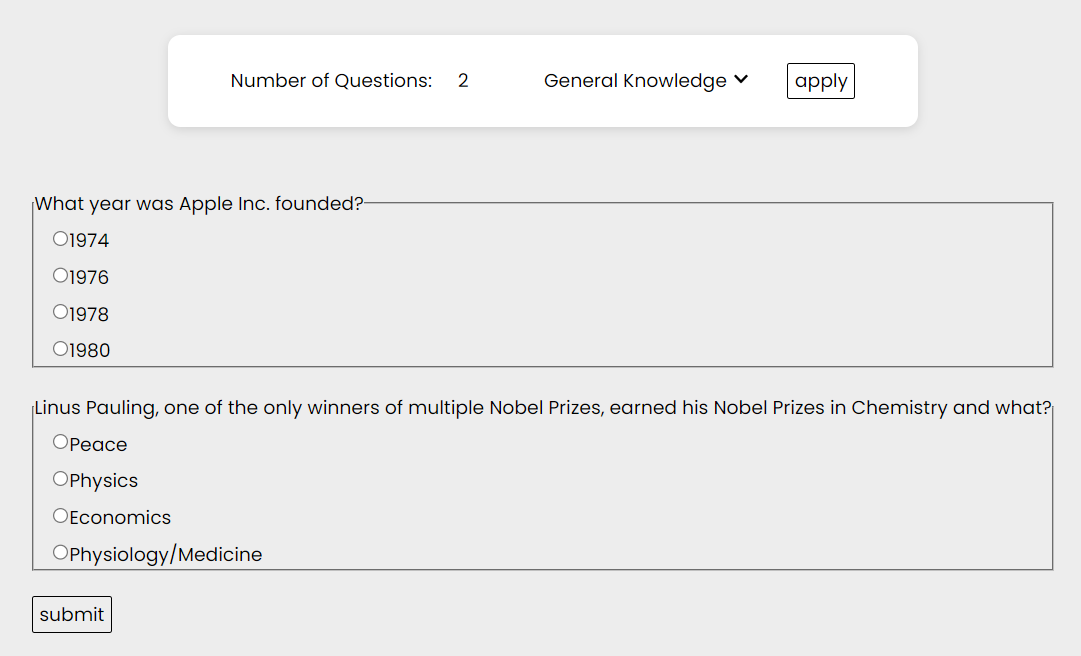 Number of Questions: 2 General Knowledge apply
What year was Apple Inc. founded?
1974
1976
1978
1980
Linus Pauling, one of the only winners of multiple Nobel Prizes, earned his Nobel Prizes in Chemistry and what?
Peace
Physics
Economics
Physiology/Medicine
submit